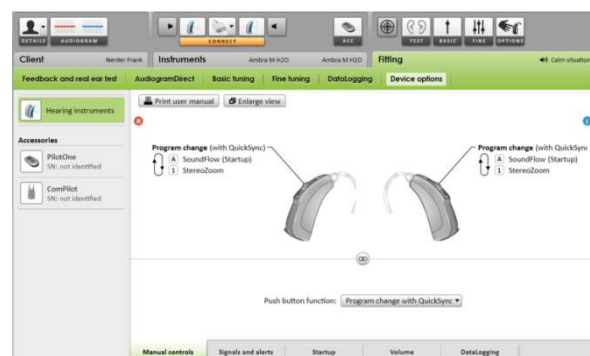 DETAILS AUDIOGRAM
CONNECT
ACC
TEST BASIC FINE OPTIONS
Client Nerder Frank Instruments Ambra M H2O Ambra M H2O Fitting Calm situation
Feedback and real ear test AudiogramDirect Basic tuning Fine tuning DataLogging Device options
Hearing instruments
Print user manual Enlarge view
Accessories
PilotOne
SN: not identified
ComPilot
SN: not identified
R
Program change (with QuickSync)
A SoundFlow (Startup)
1 StereoZoom
Program change (with QuickSync
A SoundFlow (Startup)
1 StereoZoom
Push button function: Program change with QuickSync
Manual controls Signals and alerts Startup Volume DataLogging